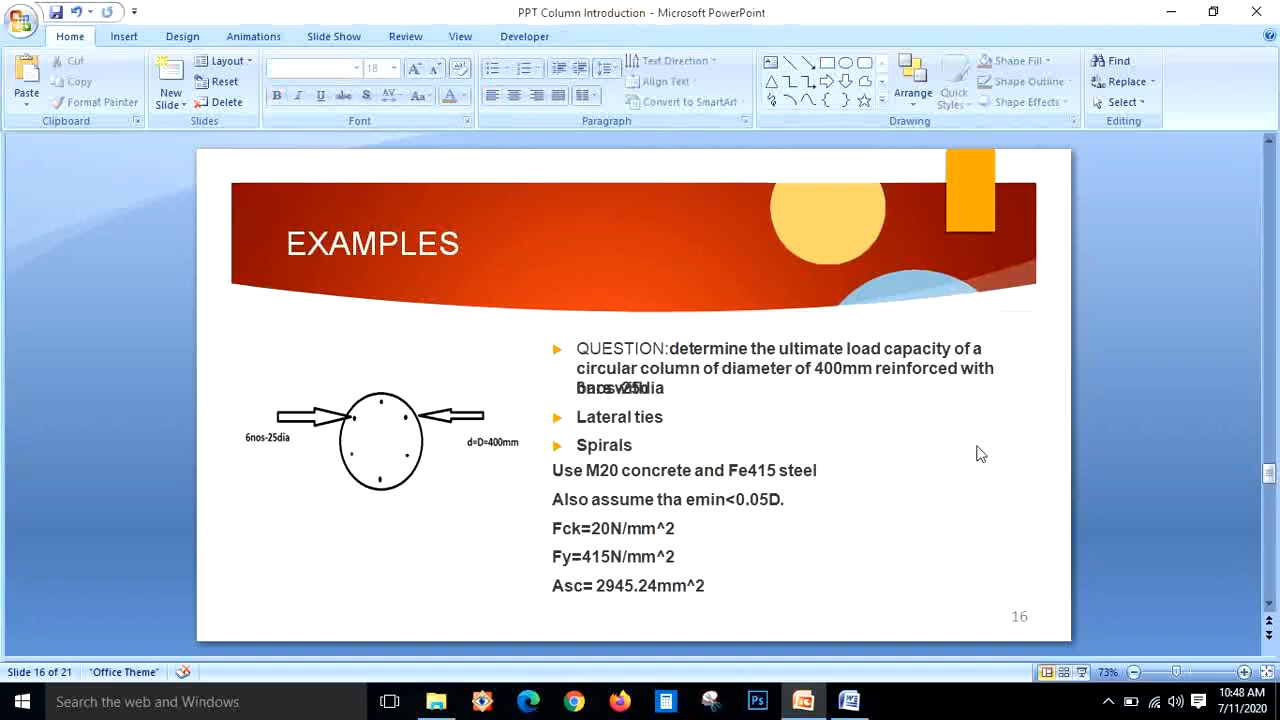 PPT Column Introduction - Microsoft PowerPoint
Home Insert Design Animations Slide Show Review View Developer
Paste
Cut
Copy
Format Painter
Clipboard
New Slide
Layout
Reset
Delete
Slides
18
B I U abc S AV Aa A
Font
Paragraph
Text Direction
Align Text
Convert to SmartArt
Arrange
Quick Styles
Shape Fill
Shape Outline
Shape Effects
Drawing
Find
Replace
Select
Editing
EXAMPLES
QUESTION:determine the ultimate load capacity of a
circular column of diameter of 400mm reinforced with
Lateral ties
Spirals
Use M20 concrete and Fe415 steel
Also assume tha emin<0.05D.
Fck=20N/mm^2
Fy=415N/mm^2
Asc= 2945.24mm^2
6nos-25dia
d=D=400mm
16
Slide 16 of 21
"Office Theme"
73%
Search the web and Windows
Ps
10:48 AM
7/11/2020